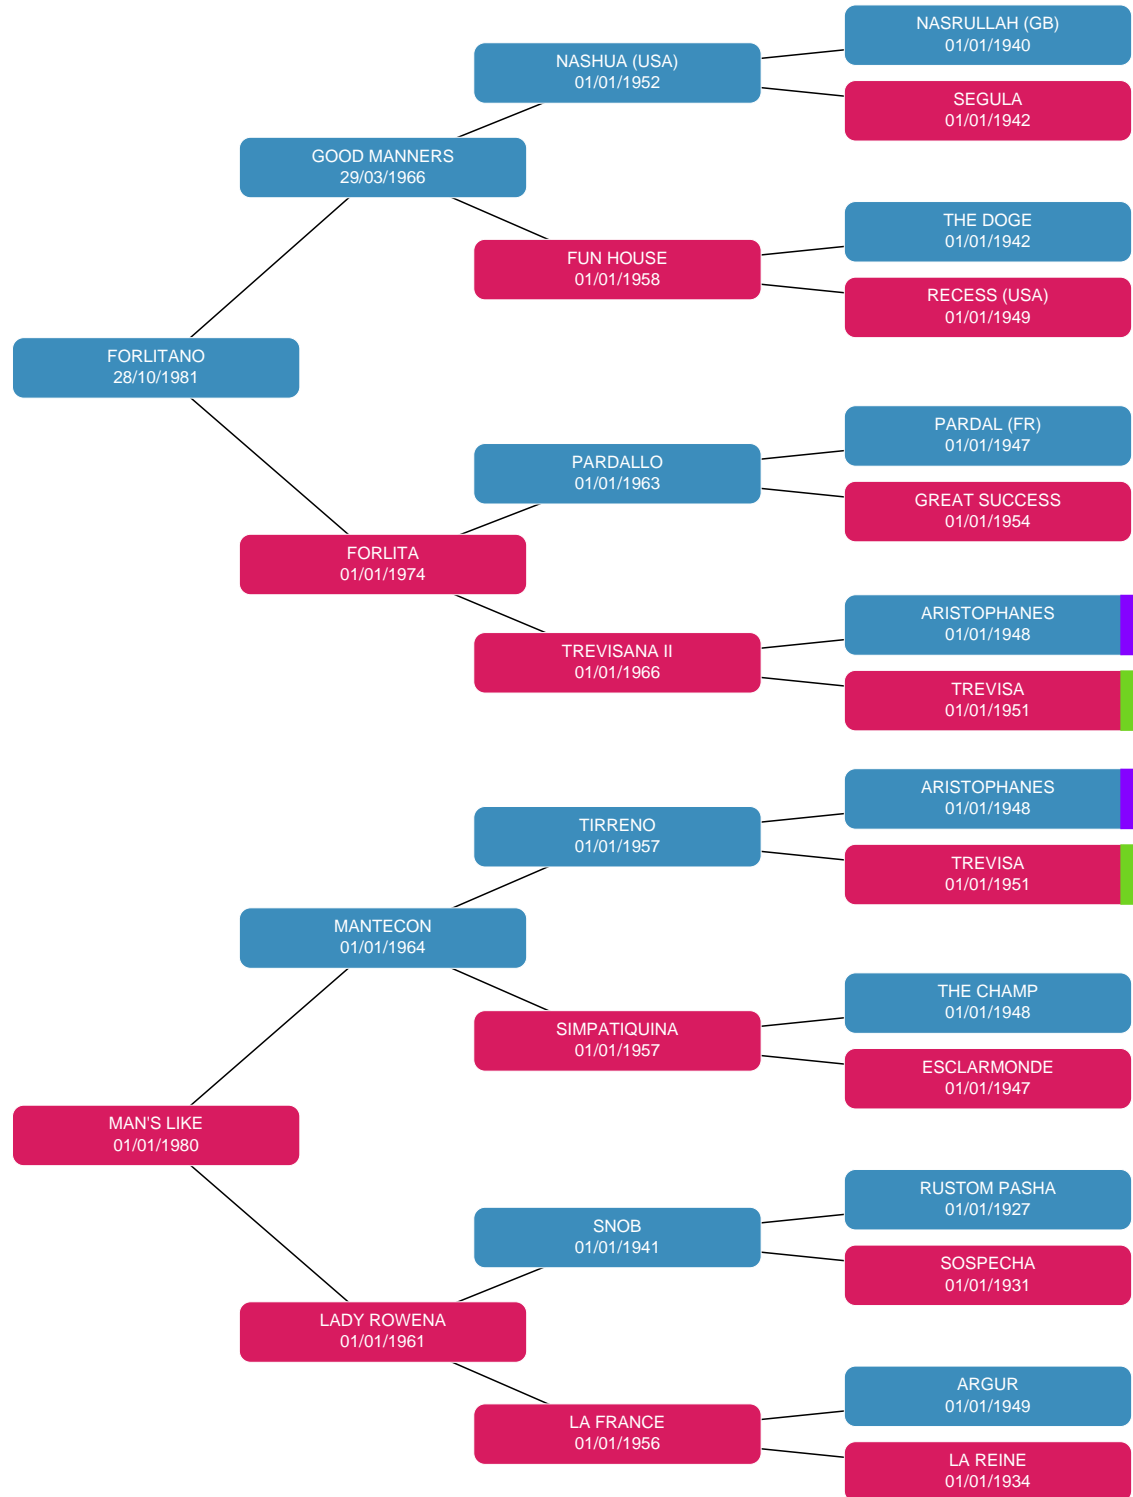 NASRULLAH (GB)
01/01/1940
NASHUA (USA)
01/01/1952
SEGULA
01/01/1942
GOOD MANNERS
29/03/1966
THE DOGE
01/01/1942
FUN HOUSE
01/01/1958
RECESS (USA)
01/01/1949
FORLITANO
28/10/1981
PARDAL (FR)
01/01/1947
PARDALLO
01/01/1963
GREAT SUCCESS
01/01/1954
FORLITA
01/01/1974
ARISTOPHANES
01/01/1948
TREVISANA II
01/01/1966
TREVISA
01/01/1951
ARISTOPHANES
01/01/1948
TIRRENO
01/01/1957
TREVISA
01/01/1951
MANTECON
01/01/1964
THE CHAMP
01/01/1948
SIMPATIQUINA
01/01/1957
ESCLARMONDE
01/01/1947
MAN'S LIKE
01/01/1980
RUSTOM PASHA
01/01/1927
SNOB
01/01/1941
SOSPECHA
01/01/1931
LADY ROWENA
01/01/1961
ARGUR
01/01/1949
LA FRANCE
01/01/1956
LA REINE
01/01/1934